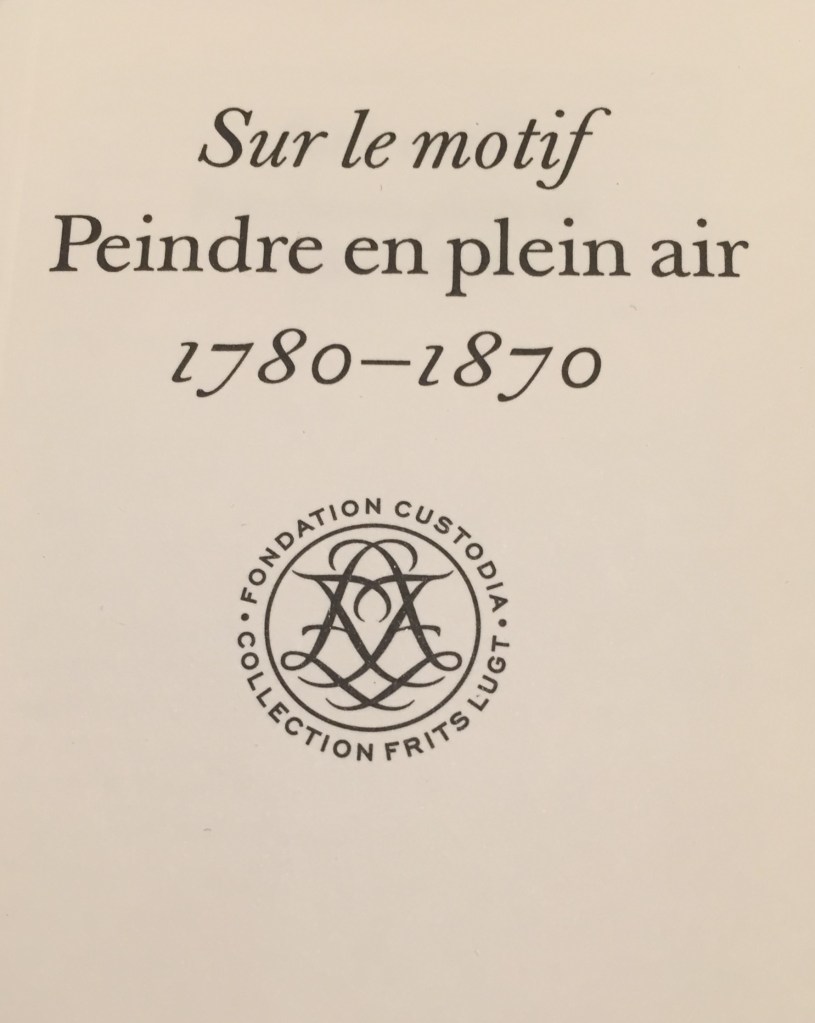 Sur le motif
Peindre en plein air
1780–1870
• FONDATION CUSTODIA •
COLLECTION FRITS LUGT